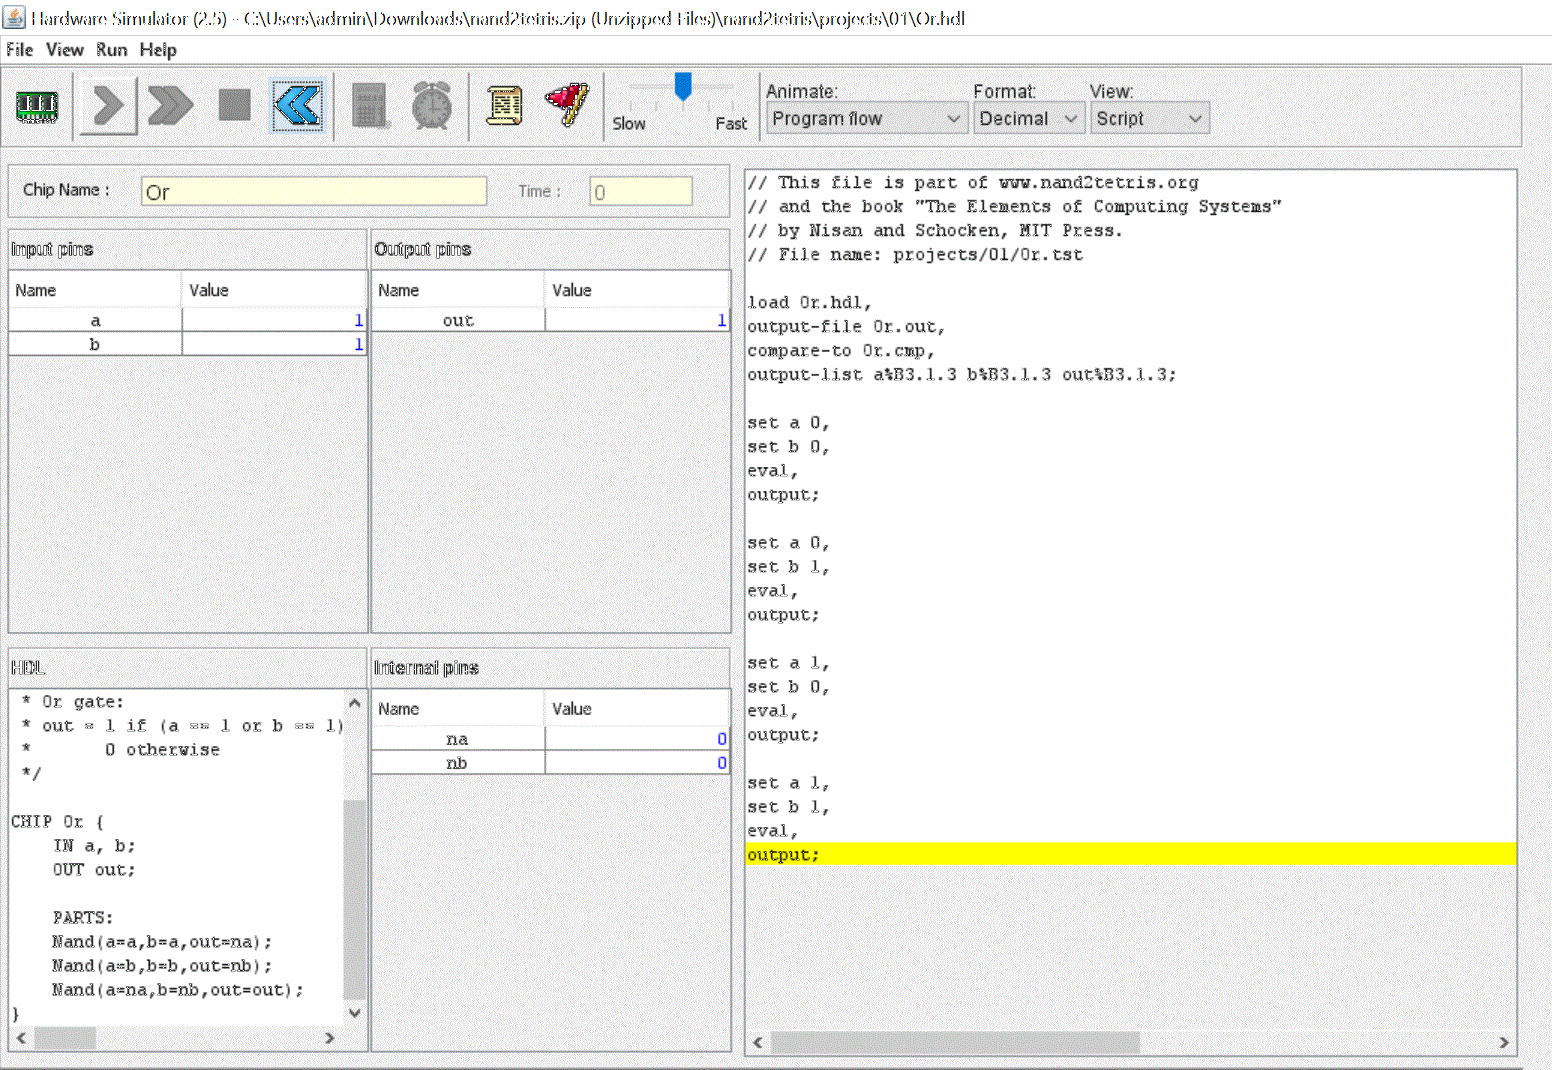 Hardware Simulator (2.5) - C:\Users\admin\Downloads\nand2tetris.zip (Unzipped Files)\nand2tetris\projects\01\Or.hdl
File View Run Help
Animate: Format: View:
Slow Fast Program flow Decimal Script
Chip Name : Or Time : 0
Input pins
Name Value
a 1
b 1
Output pins
Name Value
out 1
HDL
* Or gate:
* out = 1 if (a == 1 or b == 1)
* 0 otherwise
*/
CHIP Or {
IN a, b;
OUT out;
PARTS:
Nand(a=a,b=a,out=na);
Nand(a=b,b=b,out=nb);
Nand(a=na,b=nb,out=out);
}
Internal pins
Name Value
na 0
nb 0
// This file is part of www.nand2tetris.org
// and the book "The Elements of Computing Systems"
// by Nisan and Schocken, MIT Press.
// File name: projects/01/Or.tst
load Or.hdl,
output-file Or.out,
compare-to Or.cmp,
output-list a%B3.1.3 b%B3.1.3 out%B3.1.3;
set a 0,
set b 0,
eval,
output;
set a 0,
set b 1,
eval,
output;
set a 1,
set b 0,
eval,
output;
set a 1,
set b 1,
eval,
output;